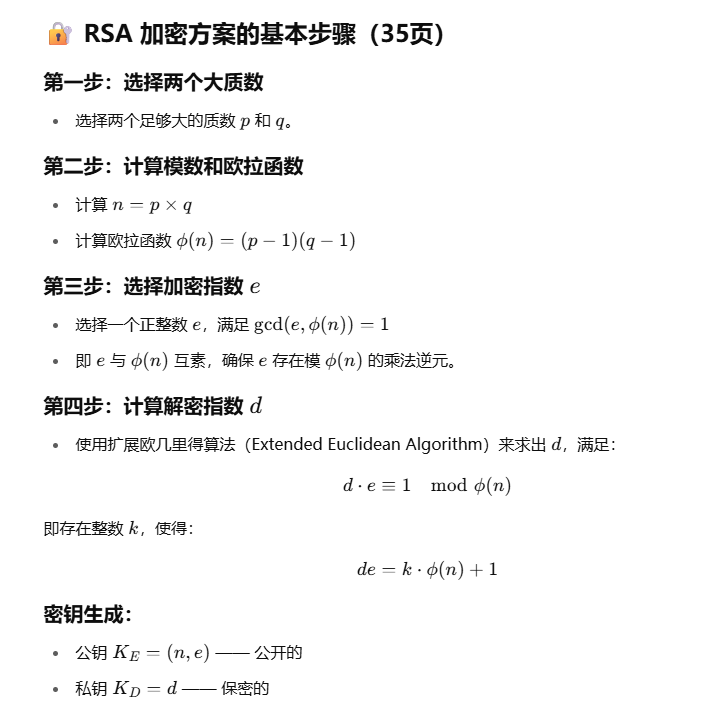 🔐 RSA 加密方案的基本步骤（35页）
第一步：选择两个大质数
• 选择两个足够大的质数 p 和 q。
第二步：计算模数和欧拉函数
• 计算 n = p × q
• 计算欧拉函数 ϕ(n) = (p − 1)(q − 1)
第三步：选择加密指数 e
• 选择一个正整数 e，满足 gcd(e, ϕ(n)) = 1
• 即 e 与 ϕ(n) 互素，确保 e 存在模 ϕ(n) 的乘法逆元。
第四步：计算解密指数 d
• 使用扩展欧几里得算法（Extended Euclidean Algorithm）来求出 d，满足：
d · e ≡ 1 mod ϕ(n)
即存在整数 k，使得：
de = k · ϕ(n) + 1
密钥生成：
• 公钥 K_E = (n, e) —— 公开的
• 私钥 K_D = d —— 保密的